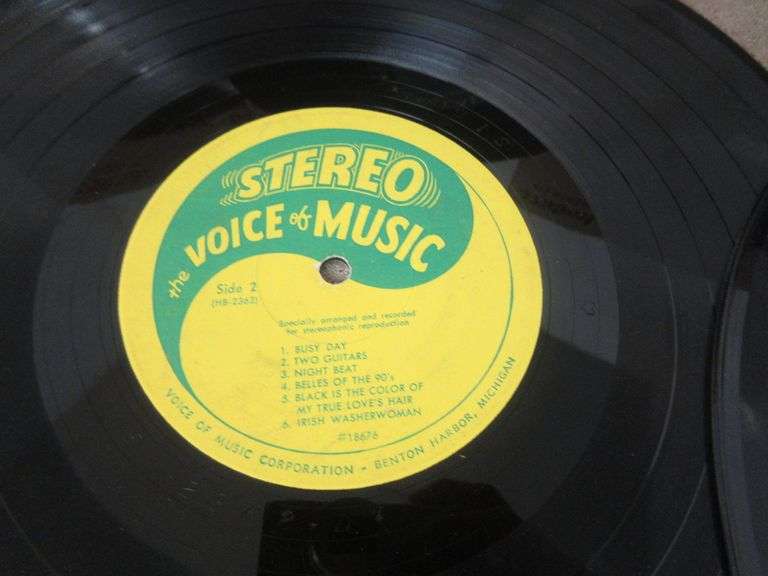 STEREO
the VOICE of MUSIC
Side 2
(HB-2362)
Specially arranged and recorded
for stereophonic reproduction
1. BUSY DAY
2. TWO GUITARS
3. NIGHT BEAT
4. BELLES OF THE 90's
5. BLACK IS THE COLOR OF
MY TRUE LOVE'S HAIR
6. IRISH WASHERWOMAN
#18676
VOICE OF MUSIC CORPORATION - BENTON HARBOR, MICHIGAN